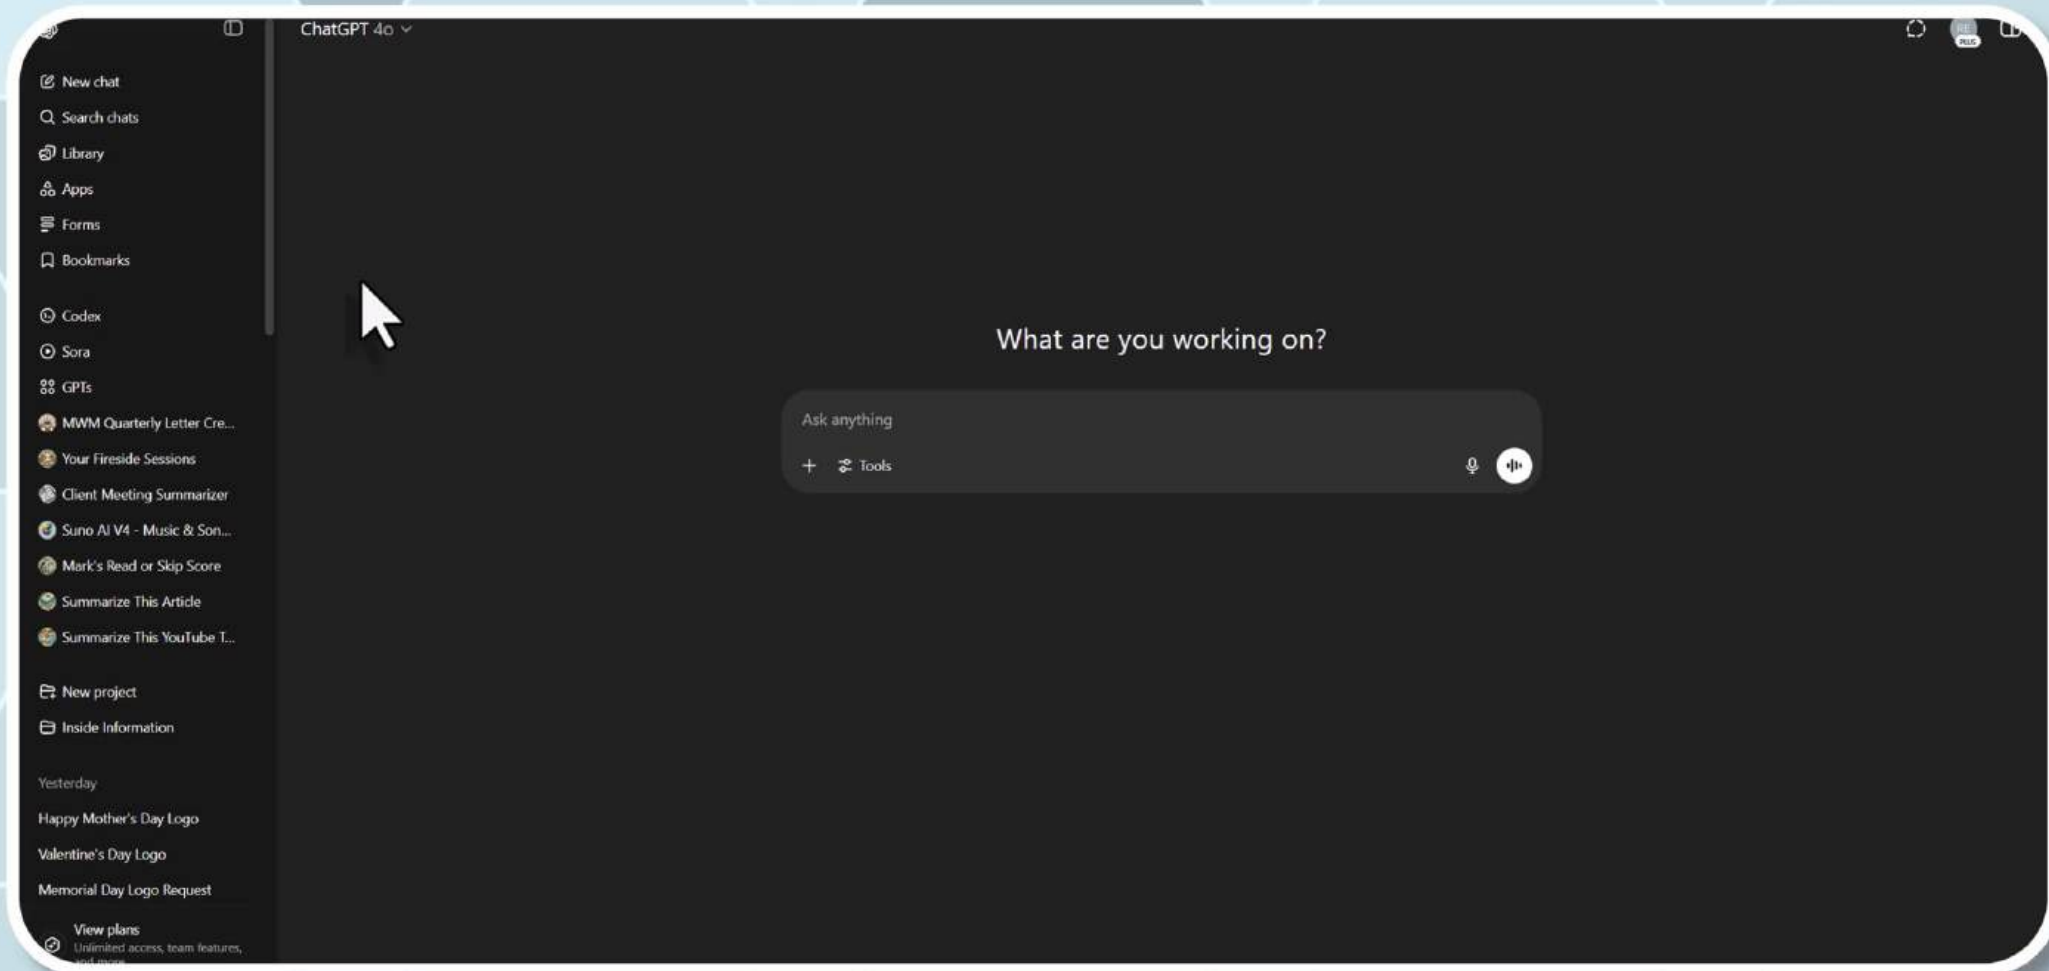 ChatGPT 4o
PLUS
New chat
Search chats
Library
Apps
Forms
Bookmarks
Codex
Sora
GPTs
MWM Quarterly Letter Cre...
Your Fireside Sessions
Client Meeting Summarizer
Suno AI V4 - Music & Son...
Mark's Read or Skip Score
Summarize This Article
Summarize This YouTube T...
New project
Inside Information
Yesterday
Happy Mother's Day Logo
Valentine's Day Logo
Memorial Day Logo Request
View plans
Unlimited access, team features,
and more
What are you working on?
Ask anything
Tools